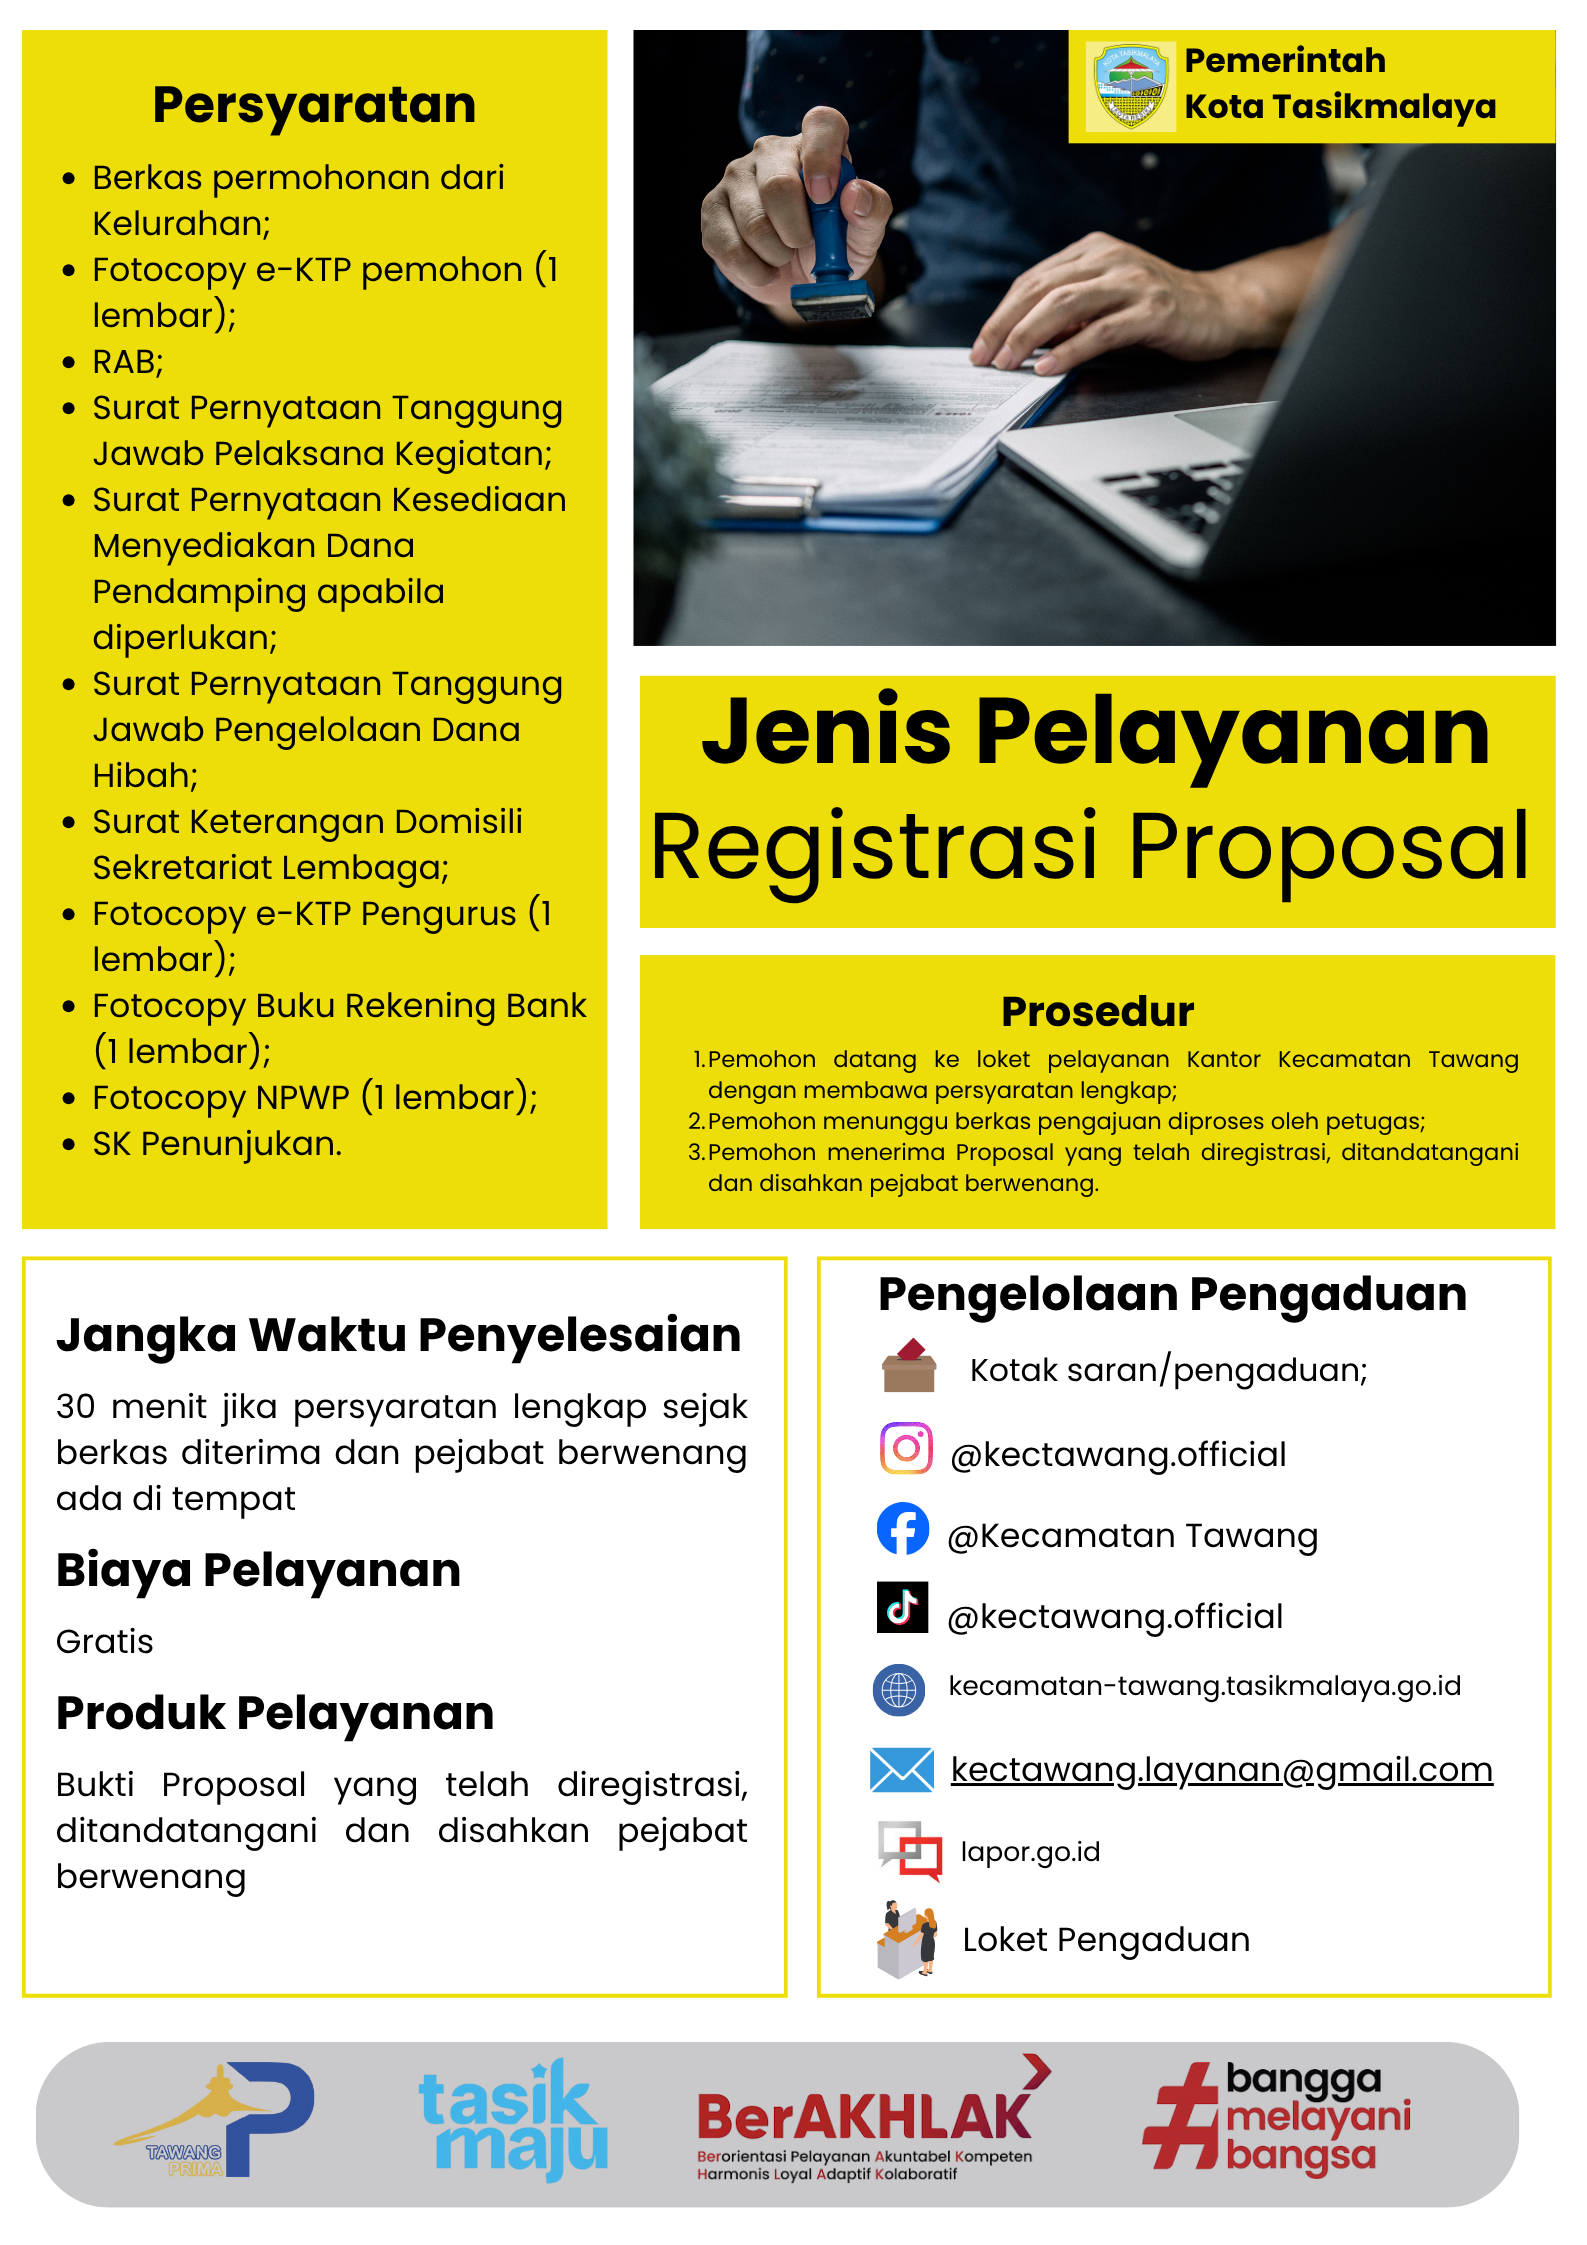 Persyaratan
Berkas permohonan dari
Kelurahan;
Fotocopy e-KTP pemohon (1
lembar);
RAB;
Surat Pernyataan Tanggung
Jawab Pelaksana Kegiatan;
Surat Pernyataan Kesediaan
Menyediakan Dana
Pendamping apabila
diperlukan;
Surat Pernyataan Tanggung
Jawab Pengelolaan Dana
Hibah;
Surat Keterangan Domisili
Sekretariat Lembaga;
Fotocopy e-KTP Pengurus (1
lembar);
Fotocopy Buku Rekening Bank
(1 lembar);
Fotocopy NPWP (1 lembar);
SK Penunjukan.
KOTA TASIKMALAYA
Pemerintah
Kota Tasikmalaya
Jenis Pelayanan
Registrasi Proposal
Prosedur
1. Pemohon datang ke loket pelayanan Kantor Kecamatan Tawang
dengan membawa persyaratan lengkap;
2. Pemohon menunggu berkas pengajuan diproses oleh petugas;
3. Pemohon menerima Proposal yang telah diregistrasi, ditandatangani
dan disahkan pejabat berwenang.
Jangka Waktu Penyelesaian
30 menit jika persyaratan lengkap sejak
berkas diterima dan pejabat berwenang
ada di tempat
Biaya Pelayanan
Gratis
Produk Pelayanan
Bukti Proposal yang telah diregistrasi,
ditandatangani dan disahkan pejabat
berwenang
Pengelolaan Pengaduan
Kotak saran/pengaduan;
@kectawang.official
@Kecamatan Tawang
@kectawang.official
kecamatan-tawang.tasikmalaya.go.id
kectawang.layanan@gmail.com
lapor.go.id
Loket Pengaduan
TAWANG
PRIMA
tasik
maju
BerAKHLAK
Berorientasi Pelayanan Akuntabel Kompeten
Harmonis Loyal Adaptif Kolaboratif
#bangga
melayani
bangsa